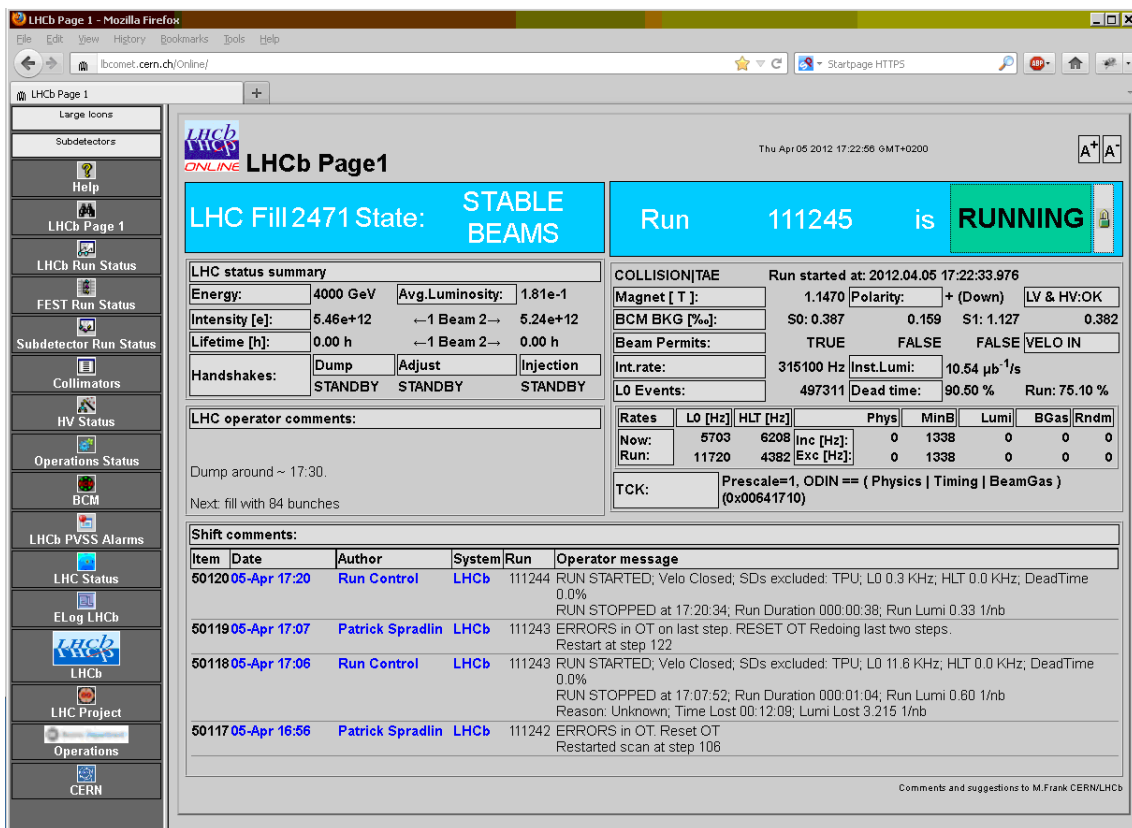 LHCb Page 1 - Mozilla Firefox
File Edit View History Bookmarks Tools Help
lbcomet.cern.ch/Online/
Startpage HTTPS
ABP
LHCb Page 1
+
Large Icons
Subdetectors
Help
LHCb Page 1
LHCb Run Status
FEST Run Status
Subdetector Run Status
Collimators
HV Status
Operations Status
BCM
LHCb PVSS Alarms
LHC Status
ELog LHCb
LHCb
LHCb
LHC Project
Operations
CERN
LHCb
ONLINE
LHCb Page1
Thu Apr 05 2012 17:22:56 GMT+0200
A+ A-
LHC Fill 2471 State: STABLE BEAMS
Run 111245 is RUNNING
LHC status summary
Energy: 4000 GeV Avg.Luminosity: 1.81e-1
Intensity [e]: 5.46e+12 ←1 Beam 2→ 5.24e+12
Lifetime [h]: 0.00 h ←1 Beam 2→ 0.00 h
Handshakes: Dump Adjust Injection
STANDBY STANDBY STANDBY
LHC operator comments:
Dump around ~ 17:30.
Next: fill with 84 bunches
COLLISION|TAE Run started at: 2012.04.05 17:22:33.976
Magnet [ T ]: 1.1470 Polarity: + (Down) LV & HV:OK
BCM BKG [‰]: S0: 0.387 0.159 S1: 1.127 0.382
Beam Permits: TRUE FALSE FALSE VELO IN
Int.rate: 315100 Hz Inst.Lumi: 10.54 µb-1/s
L0 Events: 497311 Dead time: 90.50 % Run: 75.10 %
Rates L0 [Hz] HLT [Hz] Phys MinB Lumi BGas Rndm
Now: 5703 6208 Inc [Hz]: 0 1338 0 0 0
Run: 11720 4382 Exc [Hz]: 0 1338 0 0 0
TCK: Prescale=1, ODIN == ( Physics | Timing | BeamGas )
(0x00641710)
Shift comments:
Item Date Author System Run Operator message
50120 05-Apr 17:20 Run Control LHCb 111244 RUN STARTED; Velo Closed; SDs excluded: TPU; L0 0.3 KHz; HLT 0.0 KHz; DeadTime
0.0%
RUN STOPPED at 17:20:34; Run Duration 000:00:38; Run Lumi 0.33 1/nb
50119 05-Apr 17:07 Patrick Spradlin LHCb 111243 ERRORS in OT on last step. RESET OT Redoing last two steps.
Restart at step 122
50118 05-Apr 17:06 Run Control LHCb 111243 RUN STARTED; Velo Closed; SDs excluded: TPU; L0 11.6 KHz; HLT 0.0 KHz; DeadTime
0.0%
RUN STOPPED at 17:07:52; Run Duration 000:01:04; Run Lumi 0.60 1/nb
Reason: Unknown; Time Lost 00:12:09; Lumi Lost 3.215 1/nb
50117 05-Apr 16:56 Patrick Spradlin LHCb 111242 ERRORS in OT. Reset OT
Restarted scan at step 106
Comments and suggestions to M.Frank CERN/LHCb